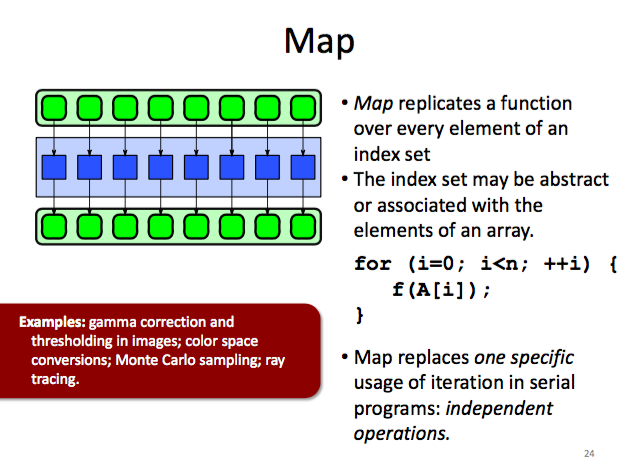 Map
• Map replicates a function
over every element of an
index set
• The index set may be abstract
or associated with the
elements of an array.
for (i=0; i<n; ++i) {
f(A[i]);
}
Examples: gamma correction and
thresholding in images; color space
conversions; Monte Carlo sampling; ray
tracing.
• Map replaces one specific
usage of iteration in serial
programs: independent
operations.
24